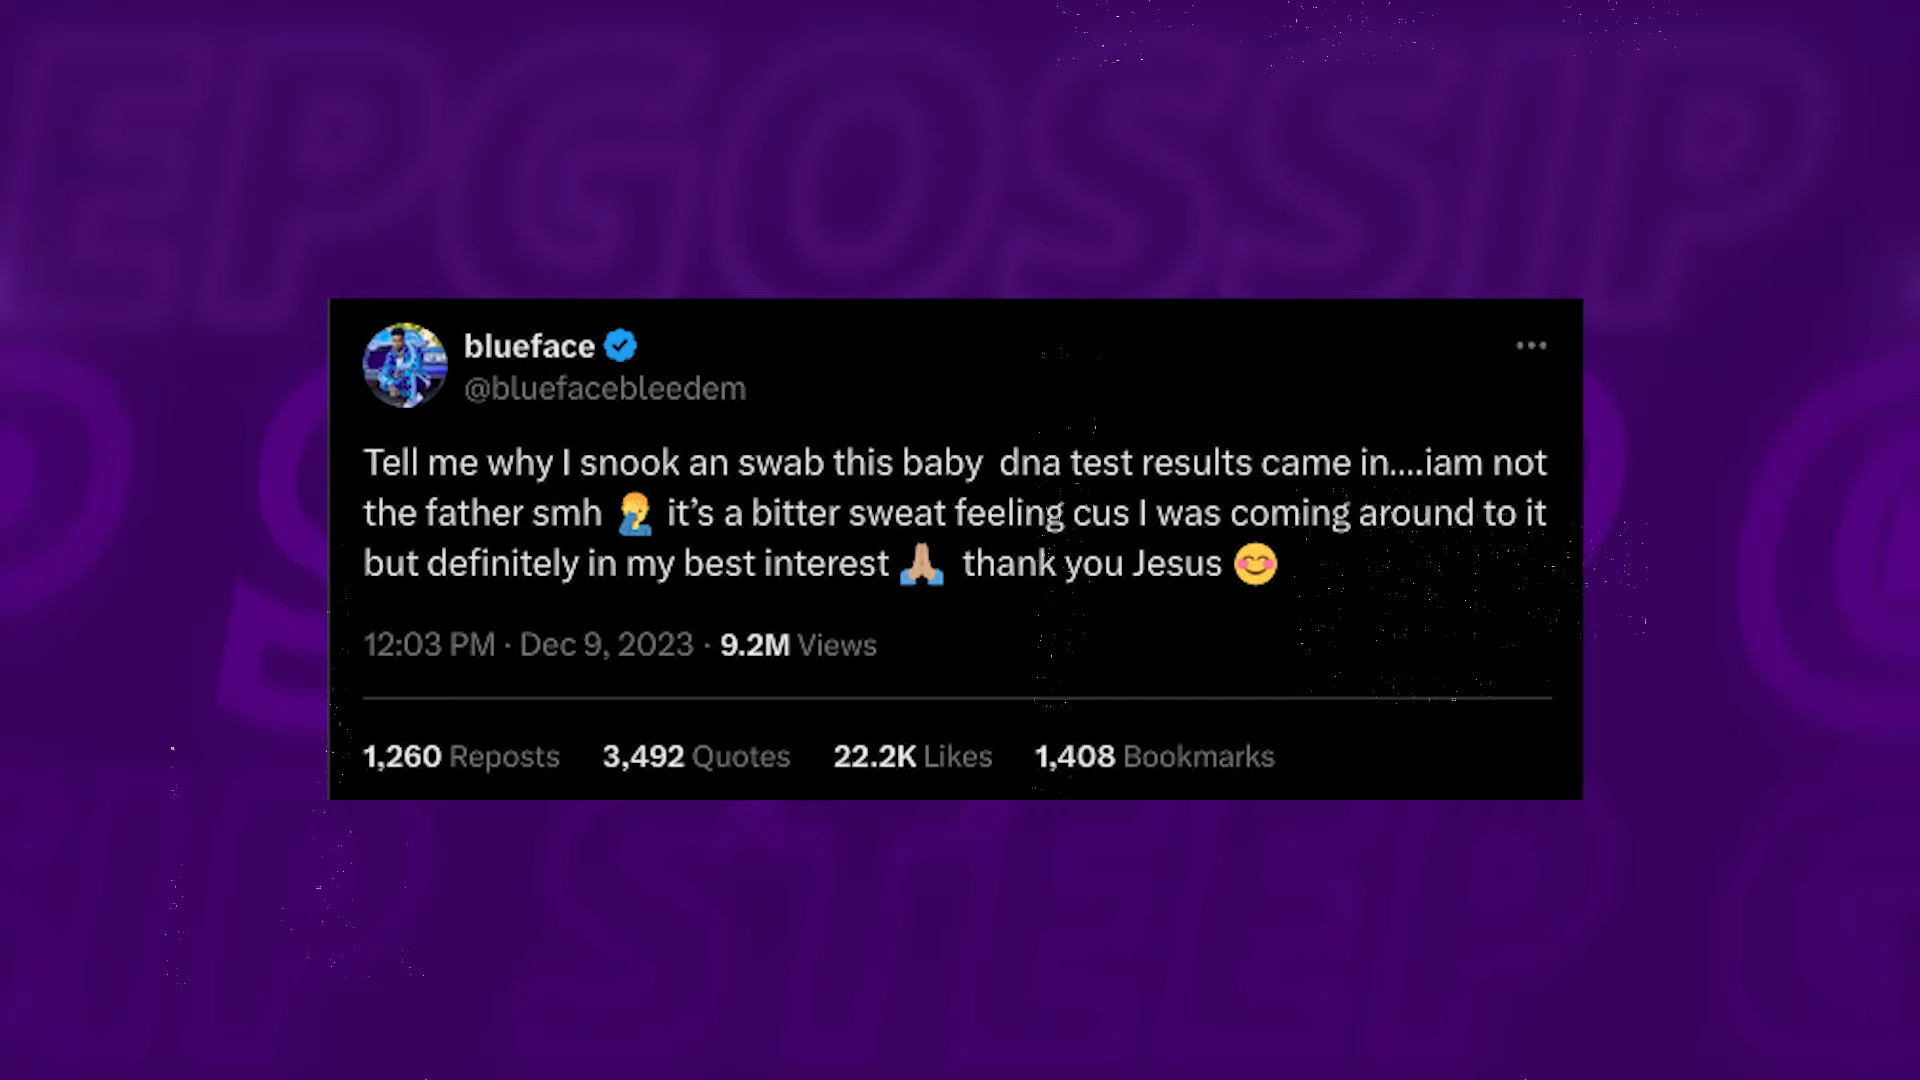 EPGOSSIP
blueface
@bluefacebleedem
Tell me why I snook an swab this baby dna test results came in....iam not
the father smh 🤦 it’s a bitter sweat feeling cus I was coming around to it
but definitely in my best interest 🙏🏽 thank you Jesus 😊
12:03 PM · Dec 9, 2023 · 9.2M Views
1,260 Reposts 3,492 Quotes 22.2K Likes 1,408 Bookmarks
SIP STEEP G